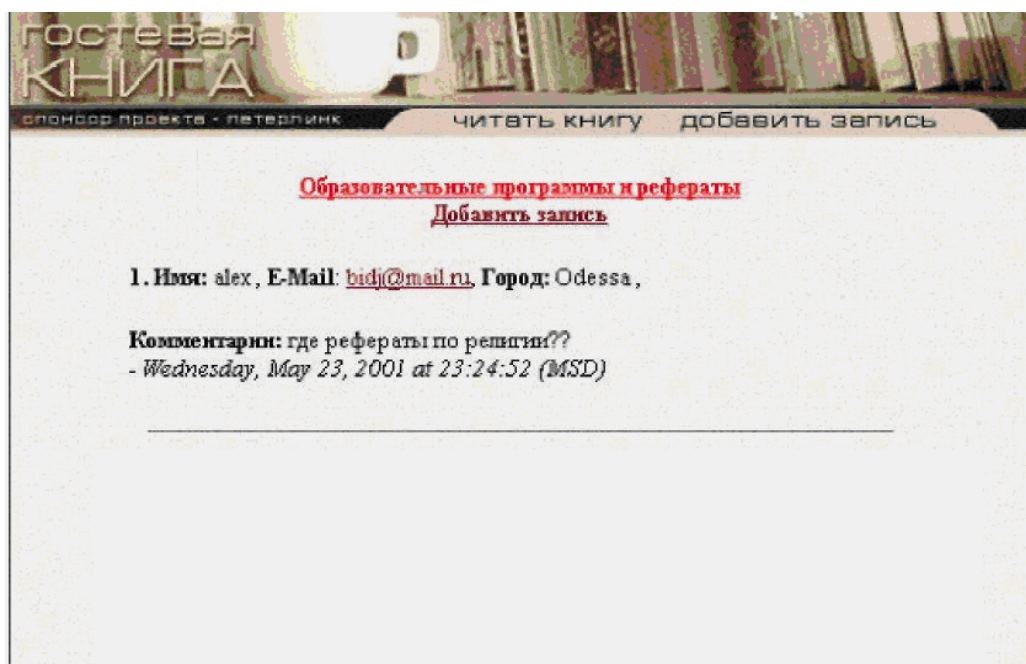 гостевая
КНИГА
спонсор проекта - петерлинк
читать книгу добавить запись
Образовательные программы и рефераты
Добавить запись
1. Имя: alex , E-Mail: bidj@mail.ru, Город: Odessa ,
Комментарии: где рефераты по религии??
- Wednesday, May 23, 2001 at 23:24:52 (MSD)